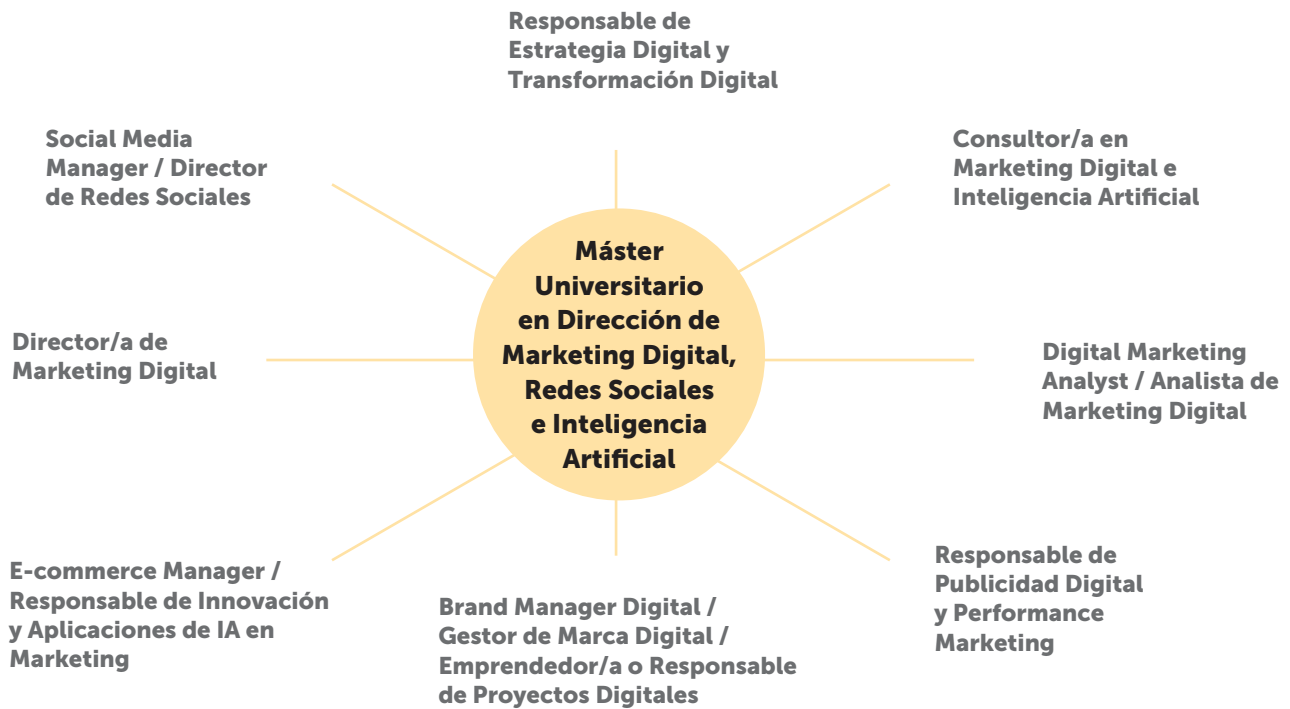 Responsable de
Estrategia Digital y
Transformación Digital
Social Media
Manager / Director
de Redes Sociales
Consultor/a en
Marketing Digital e
Inteligencia Artificial
Máster
Universitario
en Dirección de
Marketing Digital,
Redes Sociales
e Inteligencia
Artificial
Director/a de
Marketing Digital
Digital Marketing
Analyst / Analista de
Marketing Digital
E-commerce Manager /
Responsable de Innovación
y Aplicaciones de IA en
Marketing
Brand Manager Digital /
Gestor de Marca Digital /
Emprendedor/a o Responsable
de Proyectos Digitales
Responsable de
Publicidad Digital
y Performance
Marketing